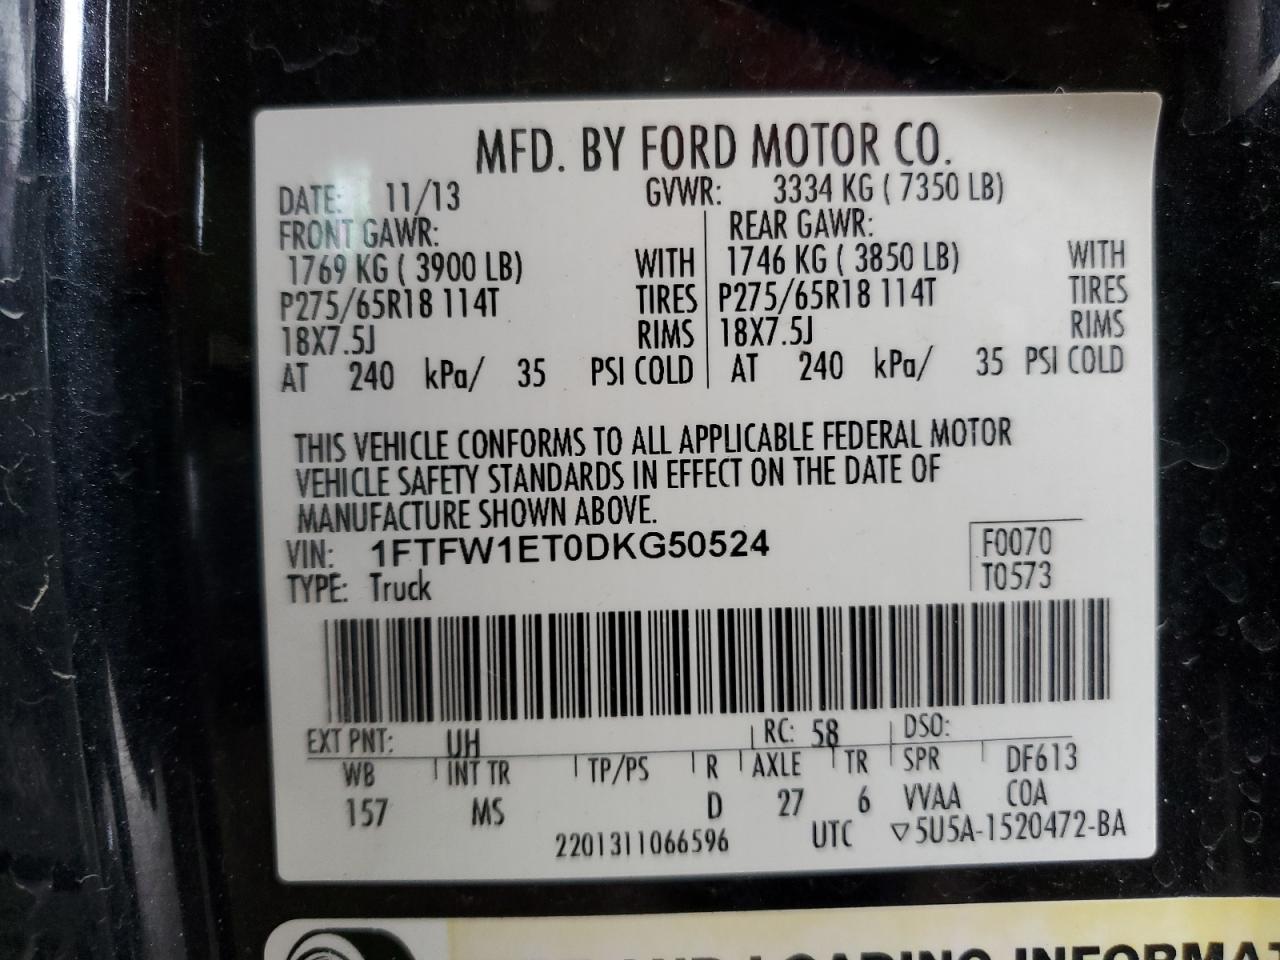 MFD. BY FORD MOTOR CO.
DATE: 11/13 GVWR: 3334 KG ( 7350 LB)
FRONT GAWR: REAR GAWR:
1769 KG ( 3900 LB) WITH 1746 KG ( 3850 LB) WITH
P275/65R18 114T TIRES P275/65R18 114T TIRES
18X7.5J RIMS 18X7.5J RIMS
AT 240 kPa/ 35 PSI COLD AT 240 kPa/ 35 PSI COLD
THIS VEHICLE CONFORMS TO ALL APPLICABLE FEDERAL MOTOR
VEHICLE SAFETY STANDARDS IN EFFECT ON THE DATE OF
MANUFACTURE SHOWN ABOVE.
VIN: 1FTFW1ET0DKG50524 F0070
TYPE: Truck T0573
EXT PNT: UH RC: 58 DSO:
WB INT TR TP/PS R AXLE TR SPR DF613
157 MS D 27 6 VVAA COA
2201311066596 UTC ▽5U5A-1520472-BA
LOADING